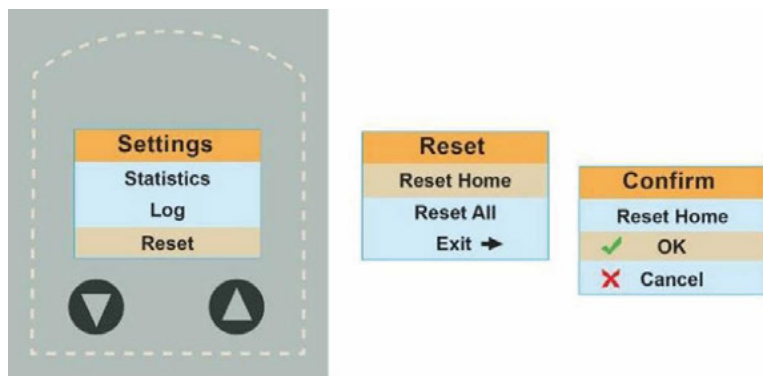 Settings
Statistics
Log
Reset
Reset
Reset Home
Reset All
Exit
Confirm
Reset Home
OK
Cancel